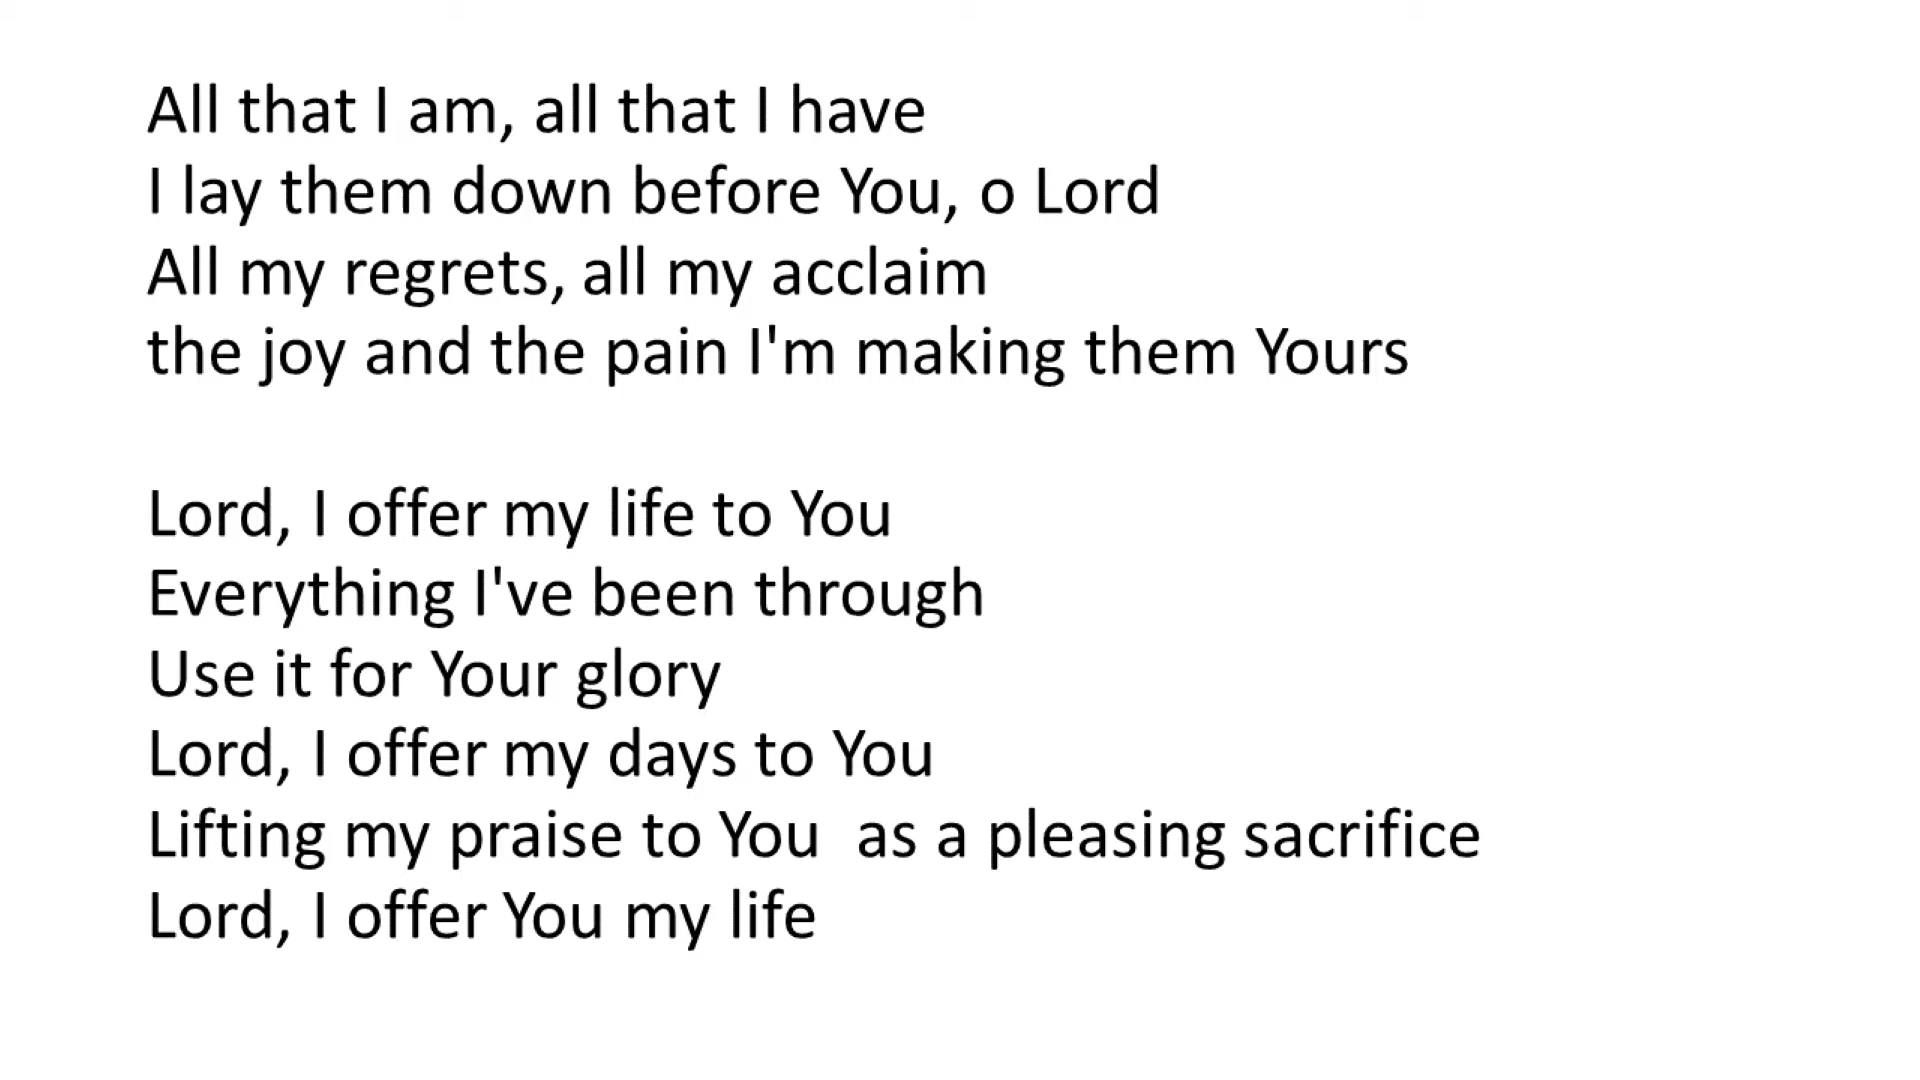 All that I am, all that I have
I lay them down before You, o Lord
All my regrets, all my acclaim
the joy and the pain I'm making them Yours

Lord, I offer my life to You
Everything I've been through
Use it for Your glory
Lord, I offer my days to You
Lifting my praise to You  as a pleasing sacrifice
Lord, I offer You my life